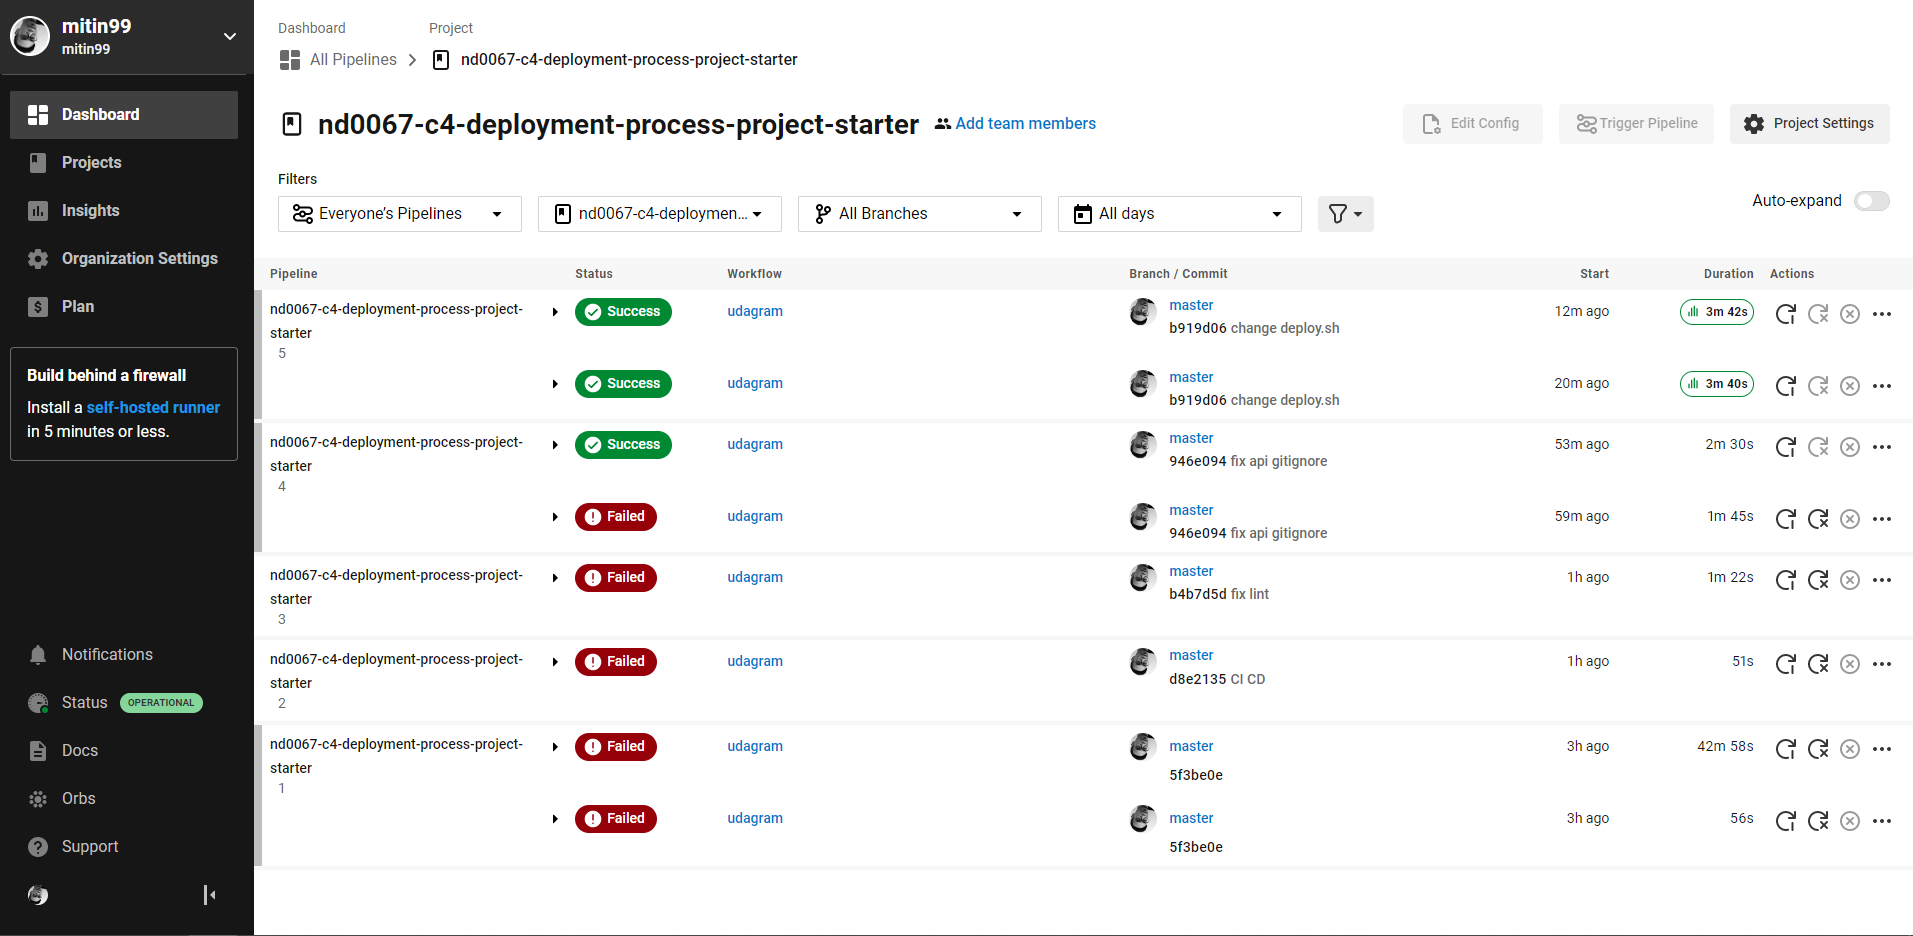 mitin99
mitin99
Dashboard
Projects
Insights
Organization Settings
Plan
Build behind a firewall
Install a self-hosted runner
in 5 minutes or less.
Notifications
Status OPERATIONAL
Docs
Orbs
Support
Dashboard Project
All Pipelines nd0067-c4-deployment-process-project-starter
nd0067-c4-deployment-process-project-starter Add team members
Edit Config Trigger Pipeline Project Settings
Filters
Everyone's Pipelines nd0067-c4-deploymen... All Branches All days
Auto-expand
Pipeline Status Workflow Branch / Commit Start Duration Actions
nd0067-c4-deployment-process-project-
starter
5
Success udagram master 12m ago 3m 42s
b919d06 change deploy.sh
Success udagram master 20m ago 3m 40s
b919d06 change deploy.sh
nd0067-c4-deployment-process-project-
starter
4
Success udagram master 53m ago 2m 30s
946e094 fix api gitignore
Failed udagram master 59m ago 1m 45s
946e094 fix api gitignore
nd0067-c4-deployment-process-project-
starter
3
Failed udagram master 1h ago 1m 22s
b4b7d5d fix lint
nd0067-c4-deployment-process-project-
starter
2
Failed udagram master 1h ago 51s
d8e2135 CI CD
nd0067-c4-deployment-process-project-
starter
1
Failed udagram master 3h ago 42m 58s
5f3be0e
Failed udagram master 3h ago 56s
5f3be0e